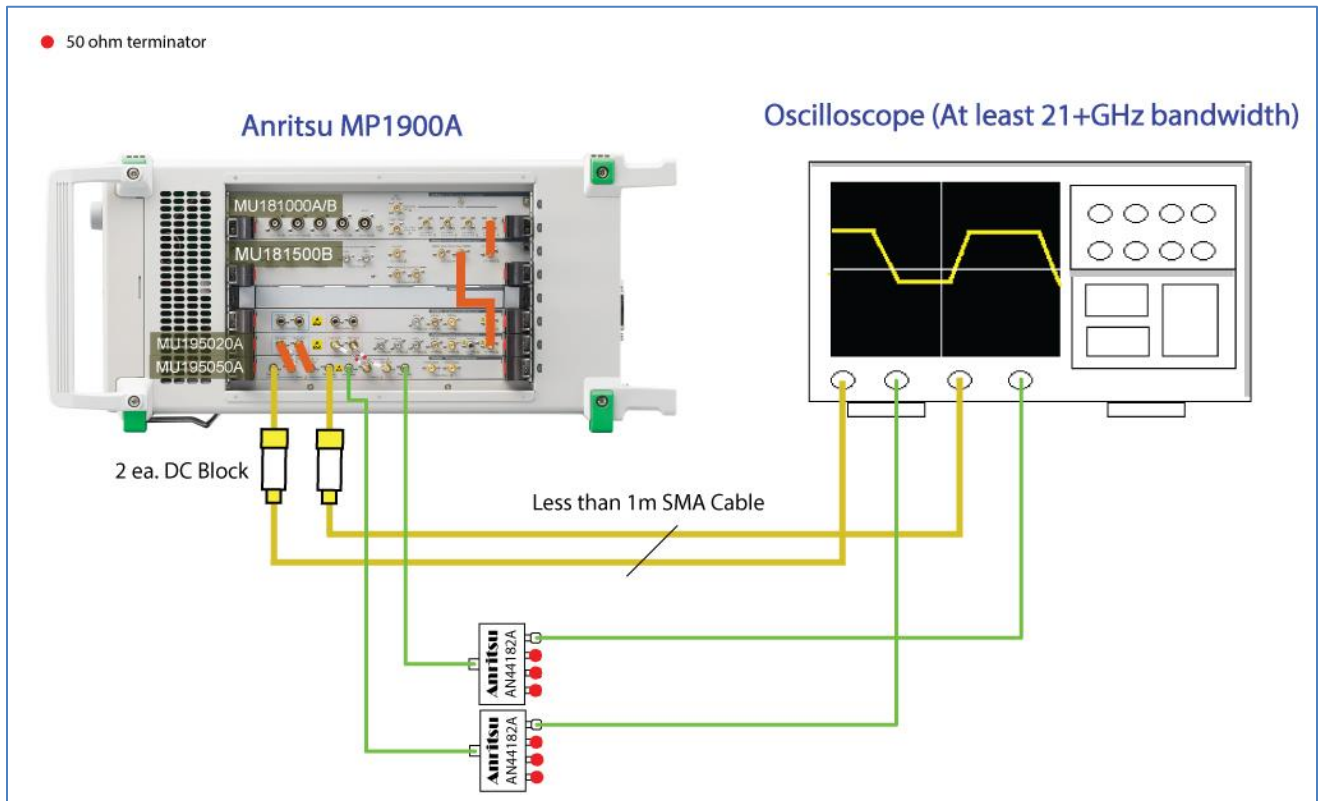 50 ohm terminator
Anritsu MP1900A
Oscilloscope (At least 21+GHz bandwidth)
MU181000A/B
MU181500B
MU195020A
MU195050A
2 ea. DC Block
Less than 1m SMA Cable
Anritsu
AN44182A
Anritsu
AN44182A